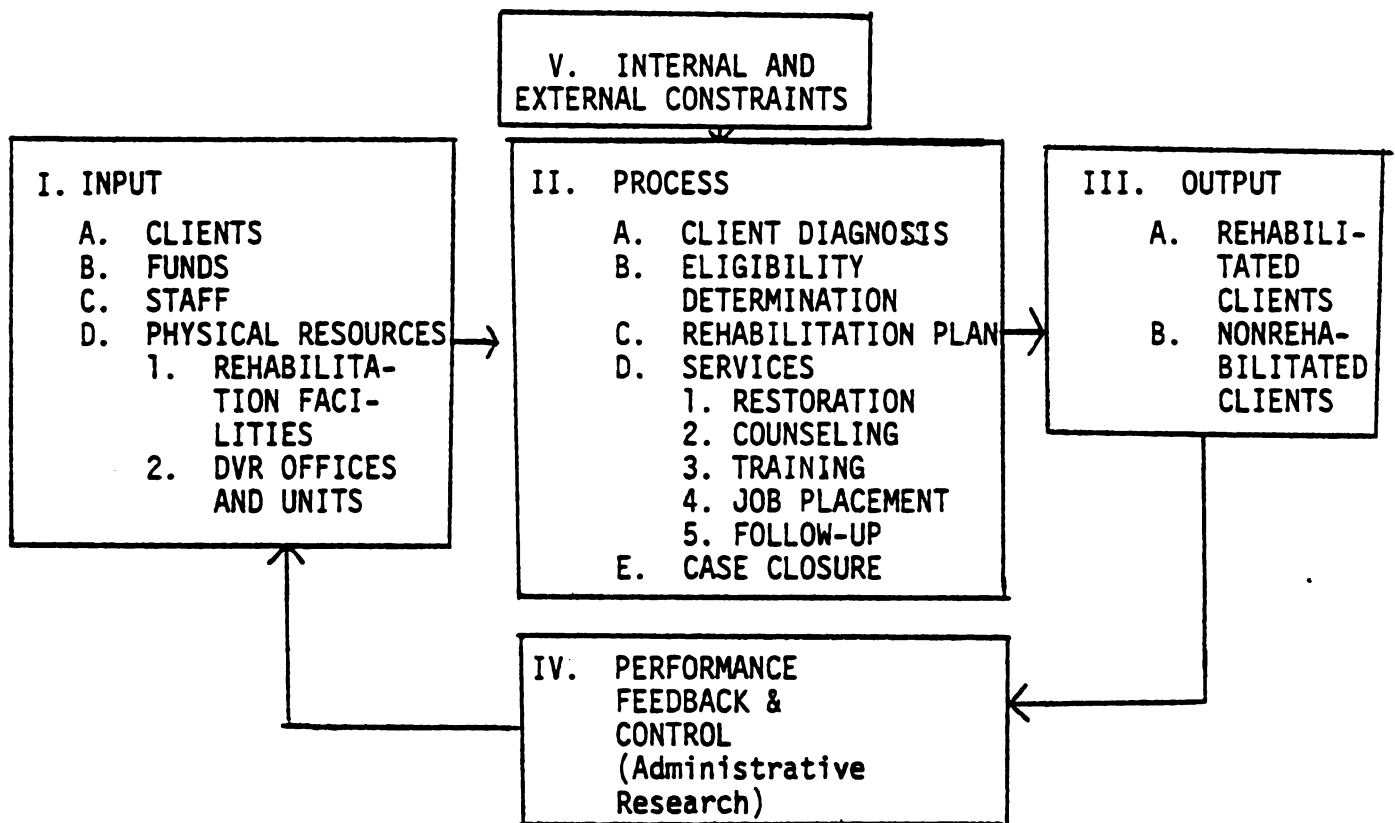 V. INTERNAL AND
EXTERNAL CONSTRAINTS
I. INPUT
A. CLIENTS
B. FUNDS
C. STAFF
D. PHYSICAL RESOURCES
1. REHABILITA-
TION FACI-
LITIES
2. DVR OFFICES
AND UNITS
II. PROCESS
A. CLIENT DIAGNOSIS
B. ELIGIBILITY
DETERMINATION
C. REHABILITATION PLAN
D. SERVICES
1. RESTORATION
2. COUNSELING
3. TRAINING
4. JOB PLACEMENT
5. FOLLOW-UP
E. CASE CLOSURE
III. OUTPUT
A. REHABILI-
TATED
CLIENTS
B. NONREHA-
BILITATED
CLIENTS
IV. PERFORMANCE
FEEDBACK &
CONTROL
(Administrative
Research)